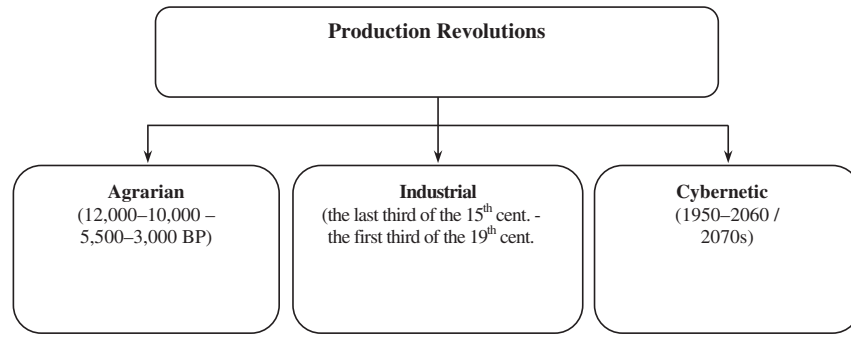 Production Revolutions
Agrarian
(12,000–10,000 –
5,500–3,000 BP)
Industrial
(the last third of the 15th cent. -
the first third of the 19th cent.
Cybernetic
(1950–2060 /
2070s)